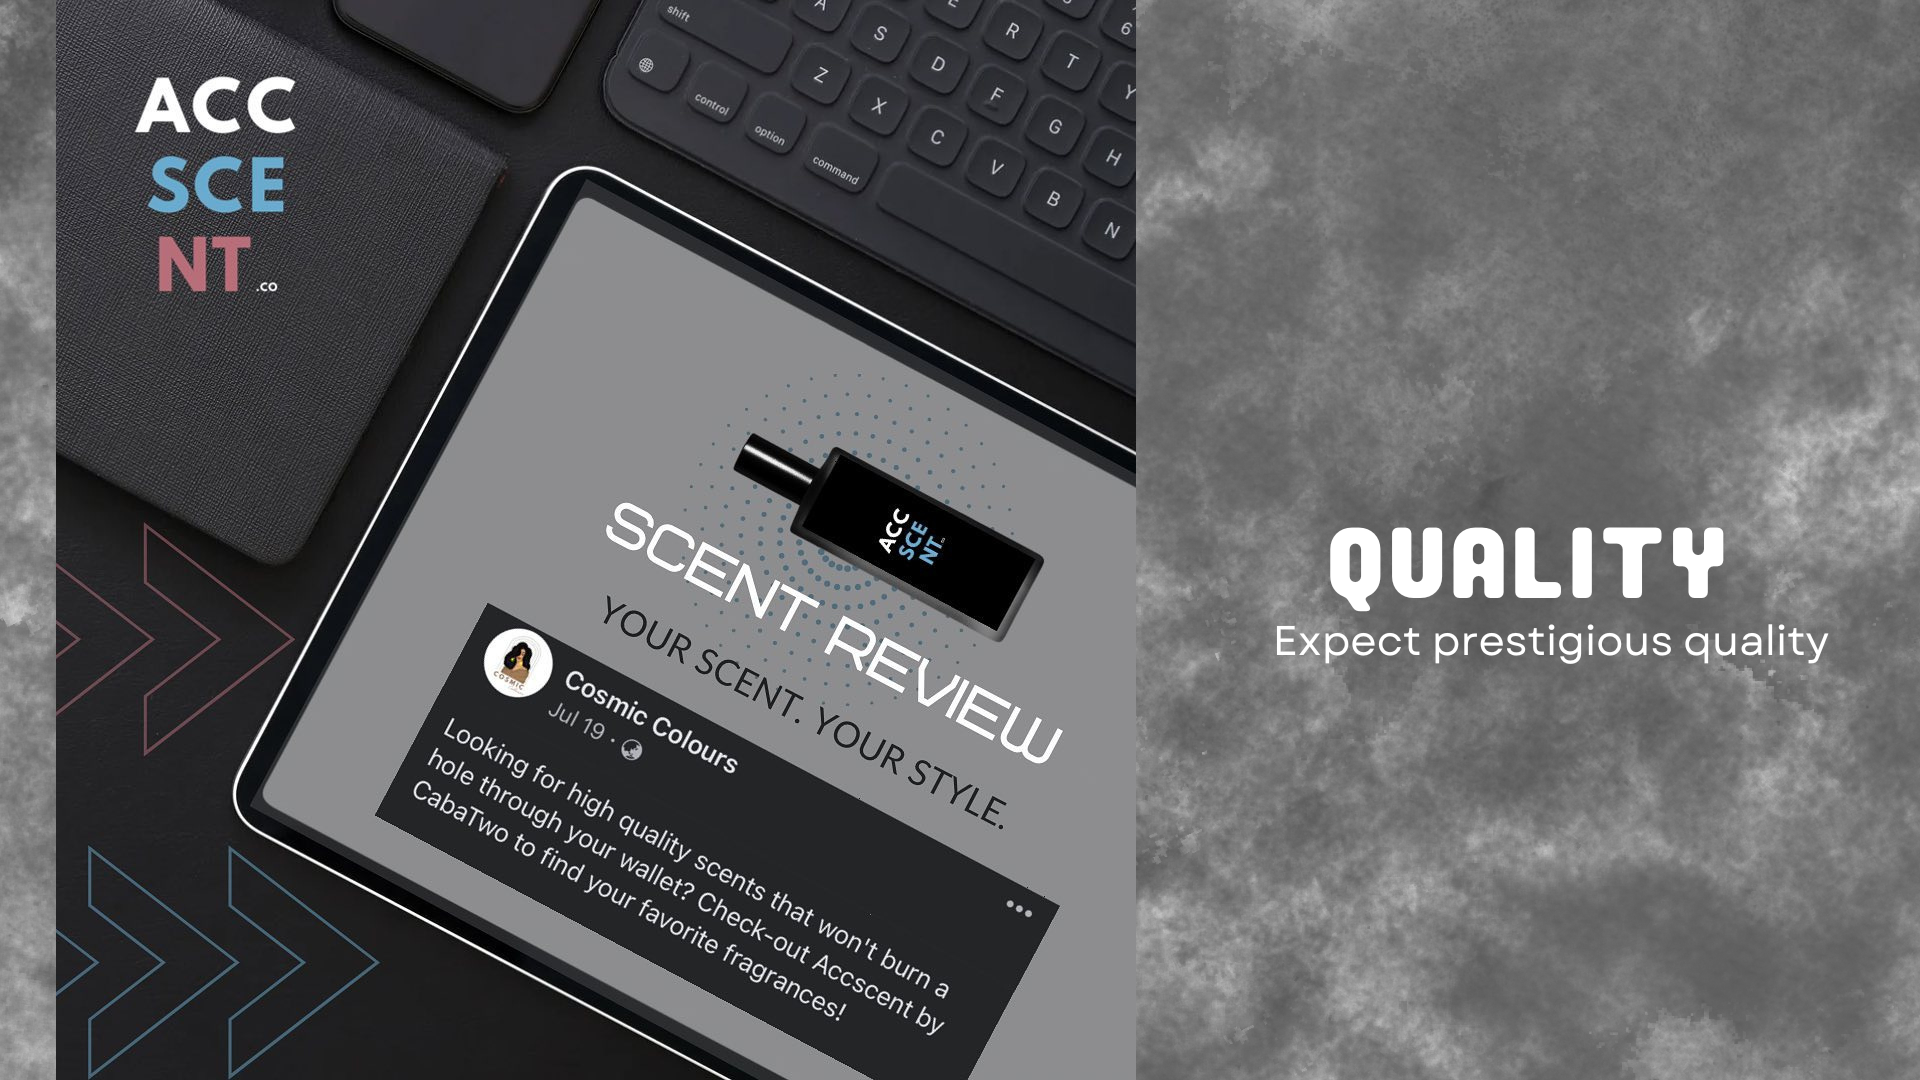 ACC
SCE
NT.co
shift
A
S
D
E
R
F
T
6
Y
Z
X
C
V
G
H
B
N
control
option
command
ACC
SCE
NT
SCENT REVIEW
YOUR SCENT. YOUR STYLE.
COSMIC
Cosmic Colours
Jul 19 ·
Looking for high quality scents that won't burn a
hole through your wallet? Check-out Accscent by
CabaTwo to find your favorite fragrances!
QUALITY
Expect prestigious quality